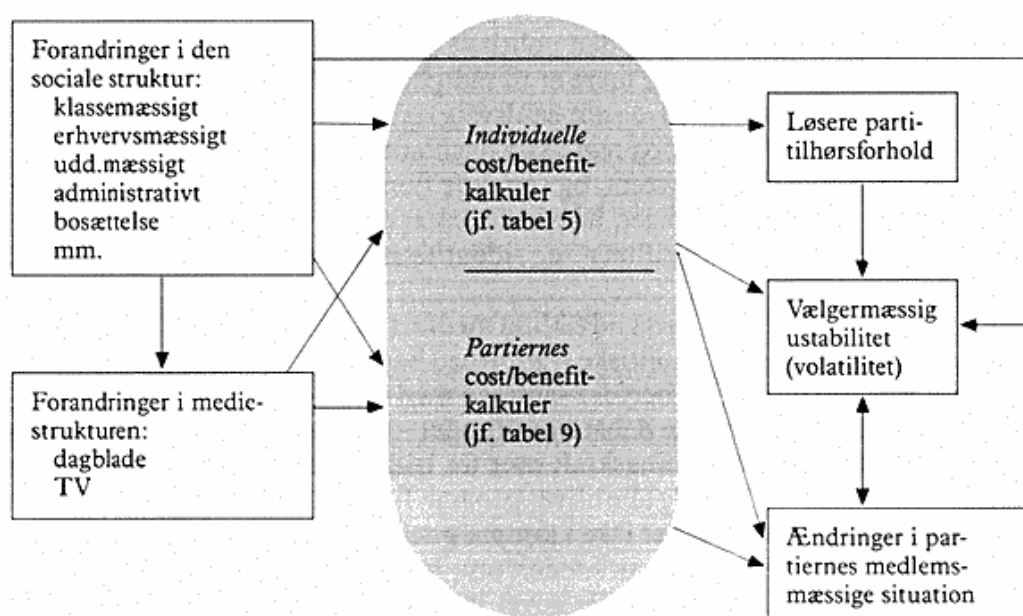 Forandringer i den
sociale struktur:
klassemæssigt
erhvervsmæssigt
udd.mæssigt
administrativt
bosættelse
mm.
Forandringer i medie-
strukturen:
dagblade
TV
Individuelle
cost/benefit-
kalkuler
(jf. tabel 5)
Partiernes
cost/benefit-
kalkuler
(jf. tabel 9)
Løsere parti-
tilhørsforhold
Vælgermæssig
ustabilitet
(volatilitet)
Ændringer i par-
tiernes medlems-
mæssige situation